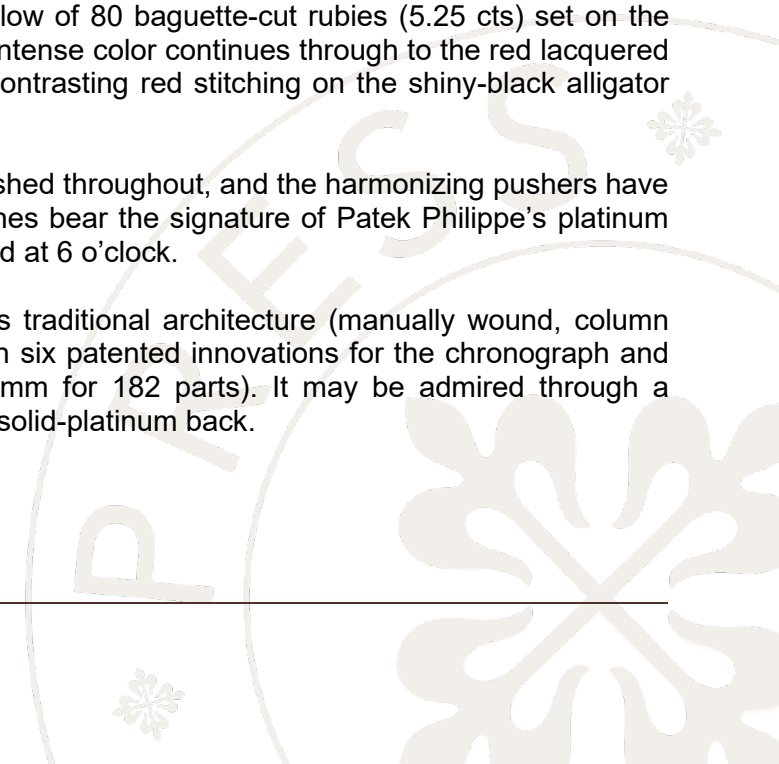 low of 80 baguette-cut rubies (5.25 cts) set on the
ntense color continues through to the red lacquered
ontrasting red stitching on the shiny-black alligator
shed throughout, and the harmonizing pushers have
nes bear the signature of Patek Philippe’s platinum
d at 6 o’clock.
s traditional architecture (manually wound, column
n six patented innovations for the chronograph and
mm for 182 parts). It may be admired through a
solid-platinum back.
PRESS